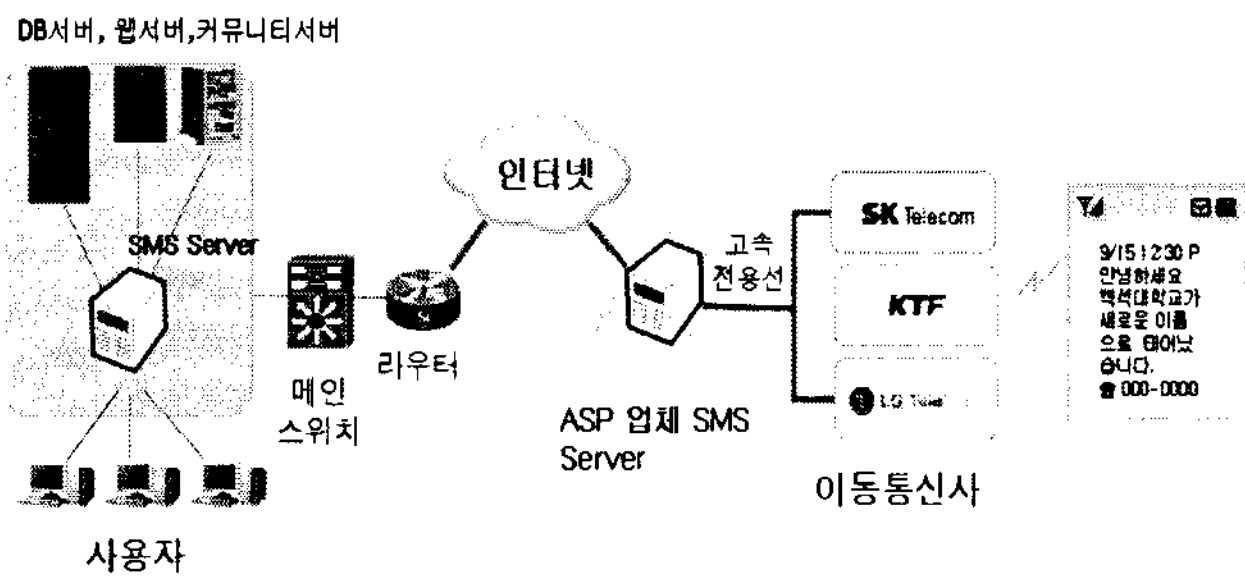 DB서버, 웹서버,커뮤니티서버
SMS Server
인터넷
메인
스위치
라우터
ASP 업체 SMS
Server
고속
전용선
SK Telecom
KTF
LG Tele
이동통신사
9/15 12:30 P
안녕하세요
백석대학교가
새로운 이름
으로 태어났
습니다.
☎ 000-0000
사용자